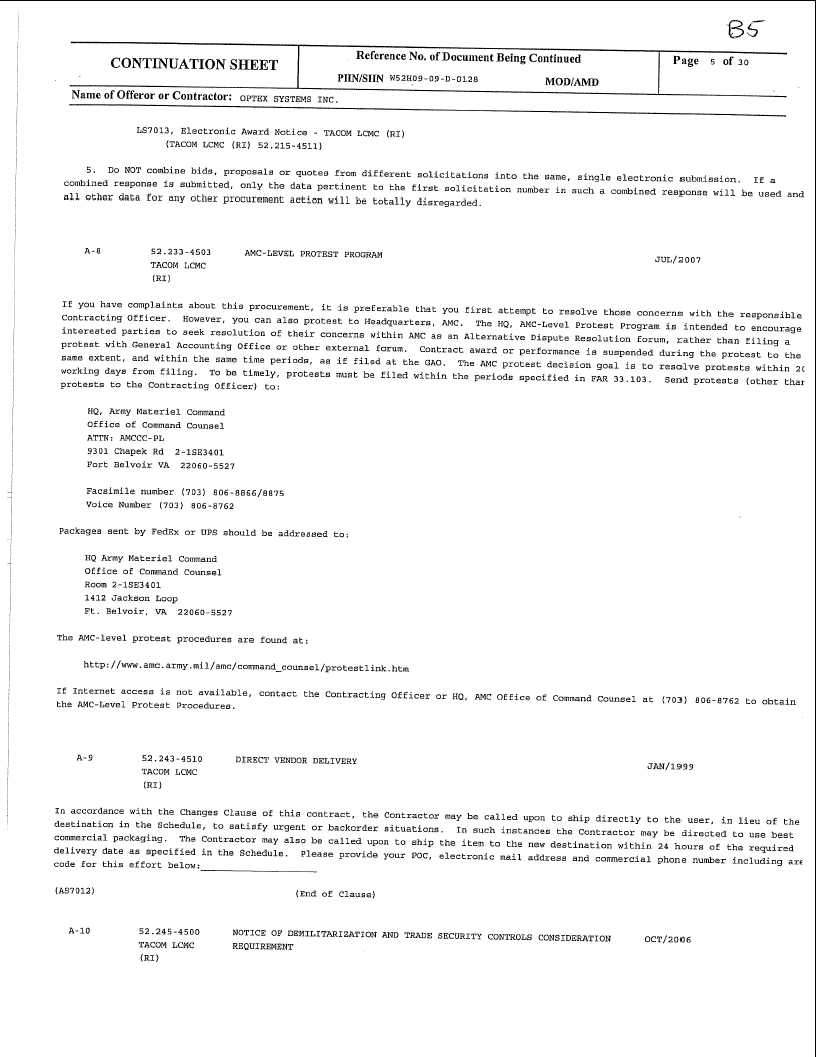 B5
CONTINUATION SHEET
Reference No. of Document Being Continued
PIIN/SIIN W52H09-09-D-0128 MOD/AMD
Page 5 of 30
Name of Offeror or Contractor: OPTEX SYSTEMS INC.
LS7013, Electronic Award Notice - TACOM LCMC (RI)
(TACOM LCMC (RI) 52.215-4511)
5. Do NOT combine bids, proposals or quotes from different solicitations into the same, single electronic submission. If a
combined response is submitted, only the data pertinent to the first solicitation number in such a combined response will be used and
all other data for any other procurement action will be totally disregarded.
A-8 52.233-4503 AMC-LEVEL PROTEST PROGRAM JUL/2007
TACOM LCMC
(RI)
If you have complaints about this procurement, it is preferable that you first attempt to resolve those concerns with the responsible
Contracting Officer. However, you can also protest to Headquarters, AMC. The HQ, AMC-Level Protest Program is intended to encourage
interested parties to seek resolution of their concerns within AMC as an Alternative Dispute Resolution forum, rather than filing a
protest with General Accounting Office or other external forum. Contract award or performance is suspended during the protest to the
same extent, and within the same time periods, as if filed at the GAO. The AMC protest decision goal is to resolve protests within 20
working days from filing. To be timely, protests must be filed within the periods specified in FAR 33.103. Send protests (other than
protests to the Contracting Officer) to:
HQ, Army Materiel Command
Office of Command Counsel
ATTN: AMCCC-PL
9301 Chapek Rd 2-1SE3401
Fort Belvoir VA 22060-5527
Facsimile number (703) 806-8866/8875
Voice Number (703) 806-8762
Packages sent by FedEx or UPS should be addressed to:
HQ Army Materiel Command
Office of Command Counsel
Room 2-1SE3401
1412 Jackson Loop
Ft. Belvoir, VA 22060-5527
The AMC-level protest procedures are found at:
http://www.amc.army.mil/amc/command_counsel/protestlink.htm
If Internet access is not available, contact the Contracting Officer or HQ, AMC Office of Command Counsel at (703) 806-8762 to obtain
the AMC-Level Protest Procedures.
A-9 52.243-4510 DIRECT VENDOR DELIVERY JAN/1999
TACOM LCMC
(RI)
In accordance with the Changes Clause of this contract, the Contractor may be called upon to ship directly to the user, in lieu of the
destination in the Schedule, to satisfy urgent or backorder situations. In such instances the Contractor may be directed to use best
commercial packaging. The Contractor may also be called upon to ship the item to the new destination within 24 hours of the required
delivery date as specified in the Schedule. Please provide your POC, electronic mail address and commercial phone number including are
code for this effort below:
(AS7012) (End of Clause)
A-10 52.245-4500 NOTICE OF DEMILITARIZATION AND TRADE SECURITY CONTROLS CONSIDERATION OCT/2006
TACOM LCMC REQUIREMENT
(RI)